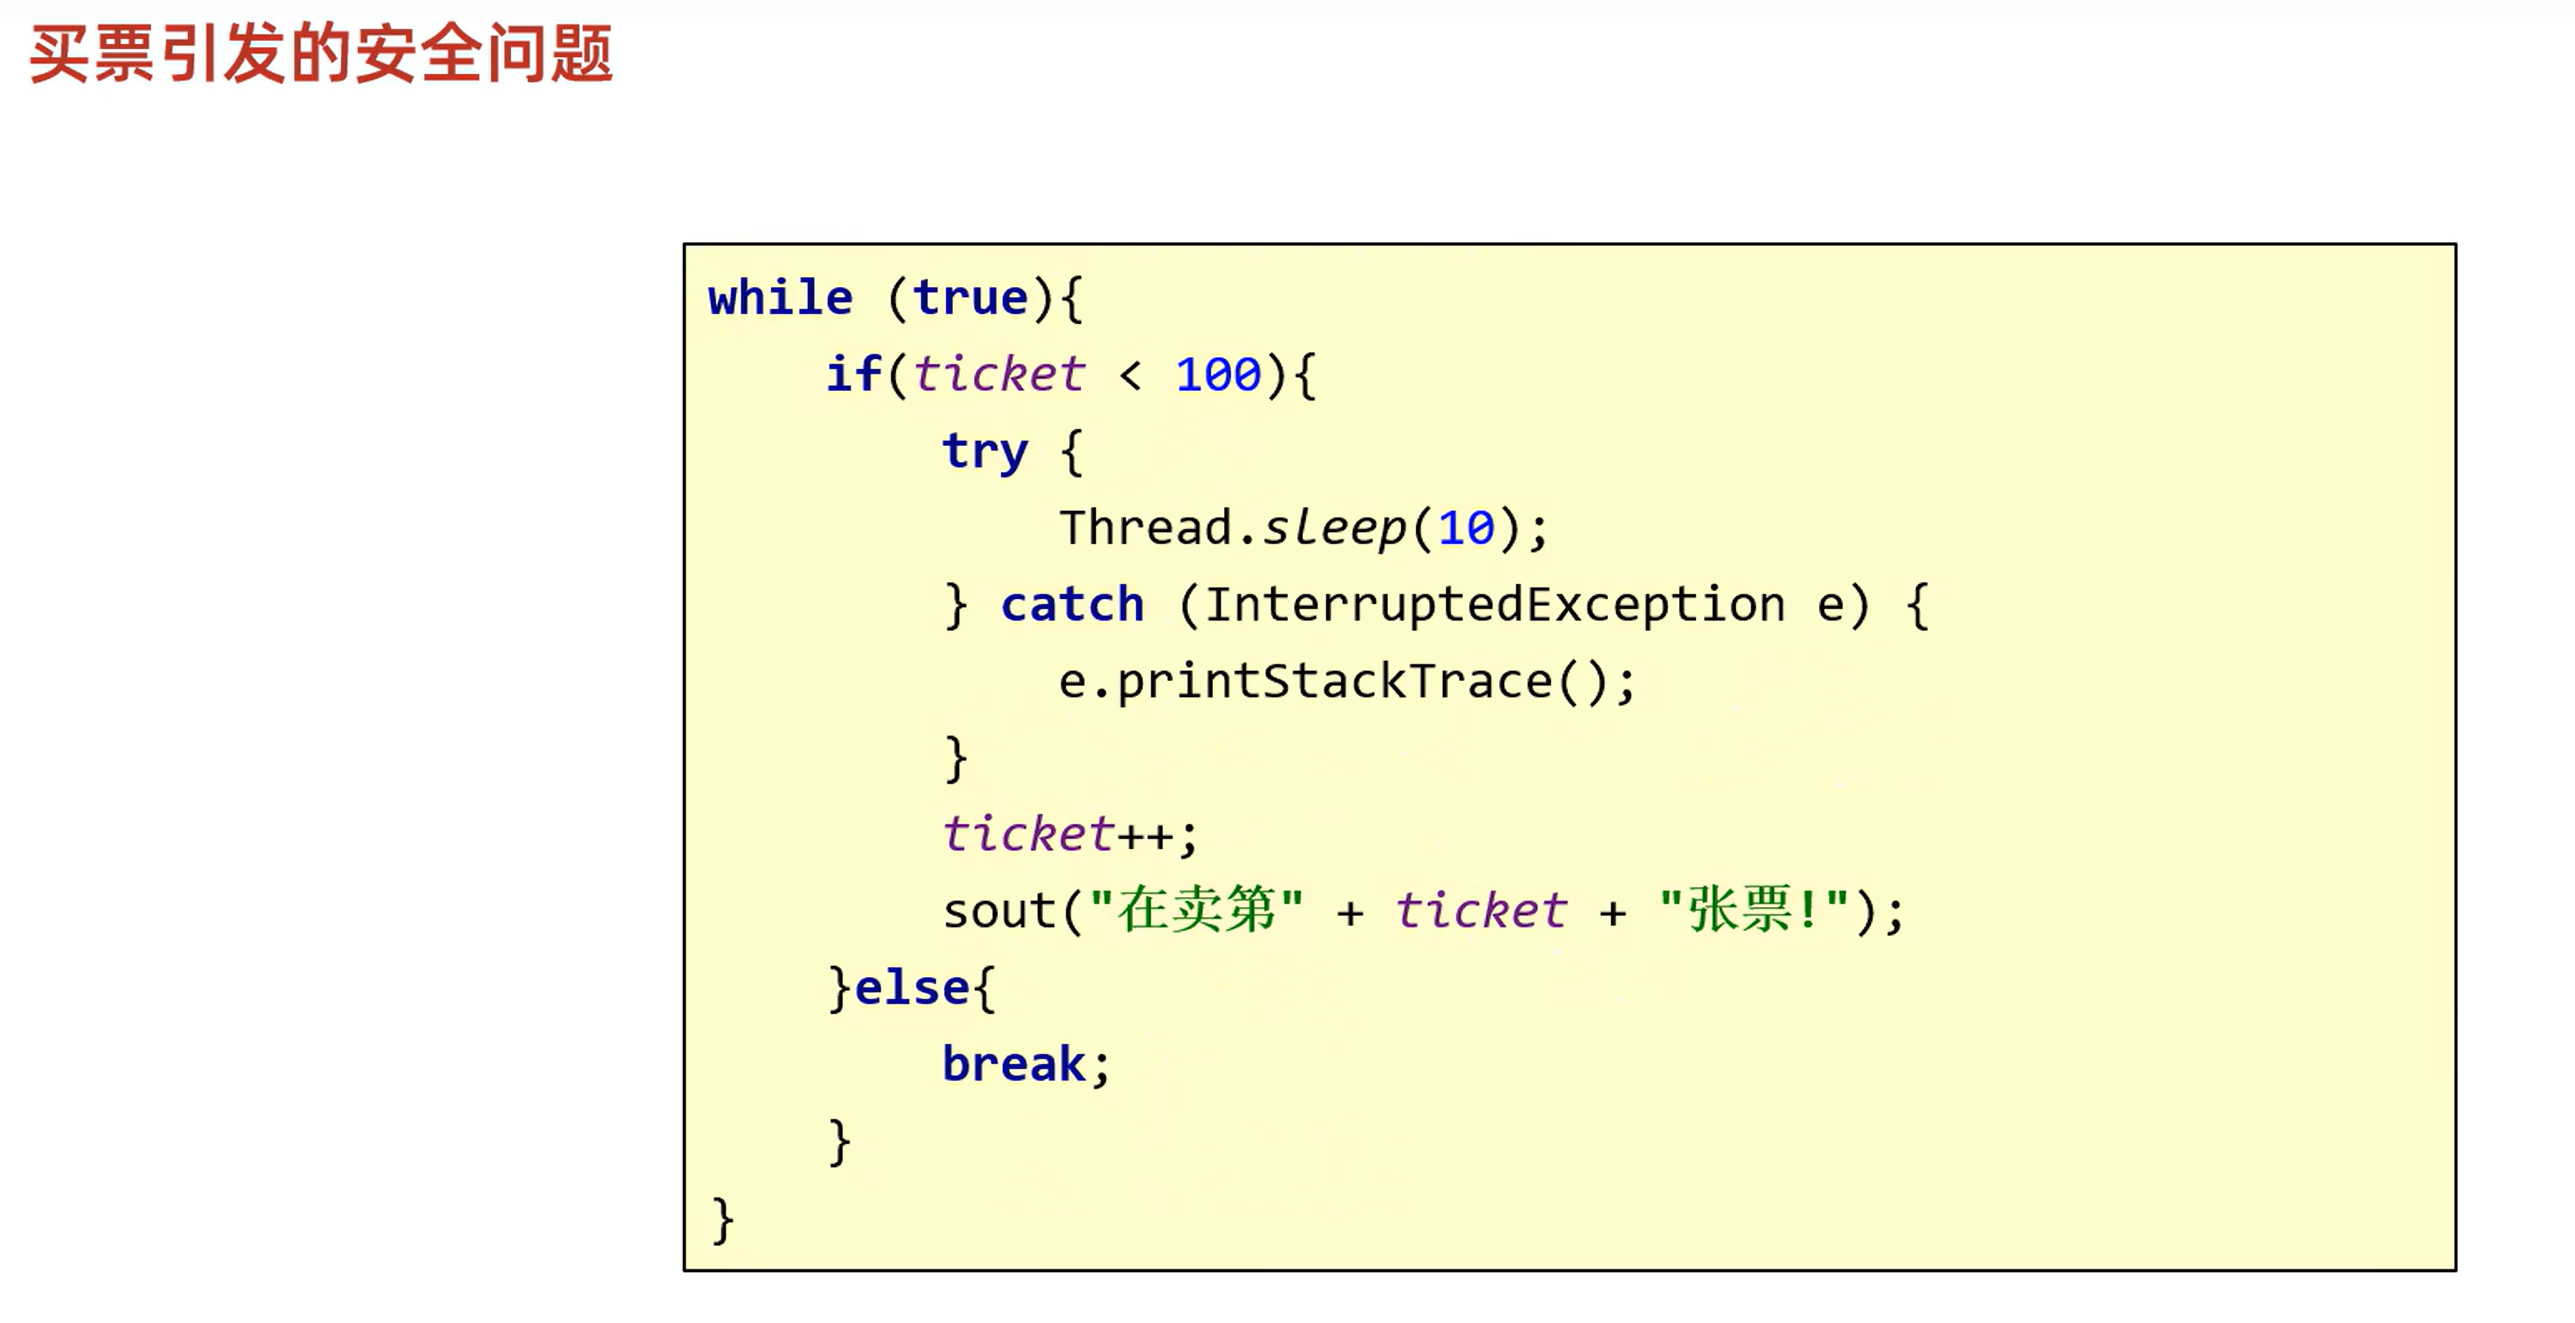 买票引发的安全问题
while (true){
if(ticket < 100){
try {
Thread.sleep(10);
} catch (InterruptedException e) {
e.printStackTrace();
}
ticket++;
sout("在卖第" + ticket + "张票!");
}else{
break;
}
}